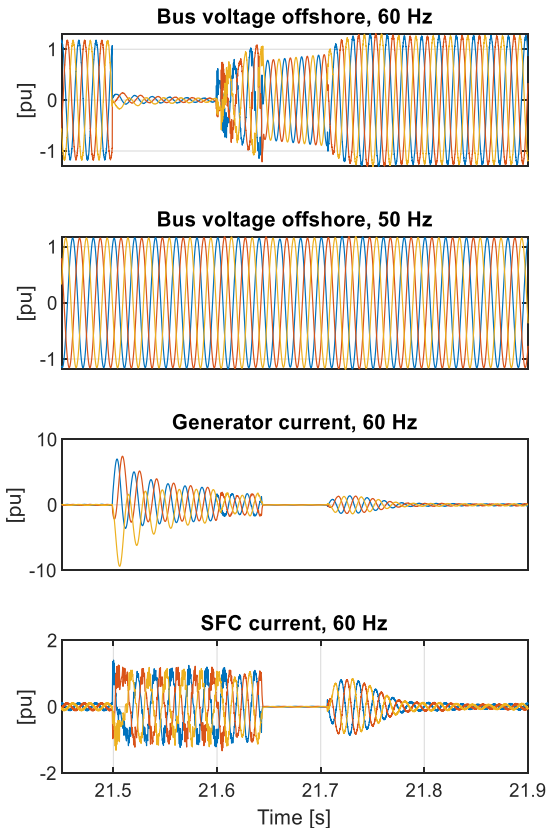 Bus voltage offshore, 60 Hz
1
0
-1
[pu]
Bus voltage offshore, 50 Hz
1
0
-1
[pu]
Generator current, 60 Hz
10
0
-10
[pu]
SFC current, 60 Hz
2
0
-2
[pu]
21.5 21.6 21.7 21.8 21.9
Time [s]